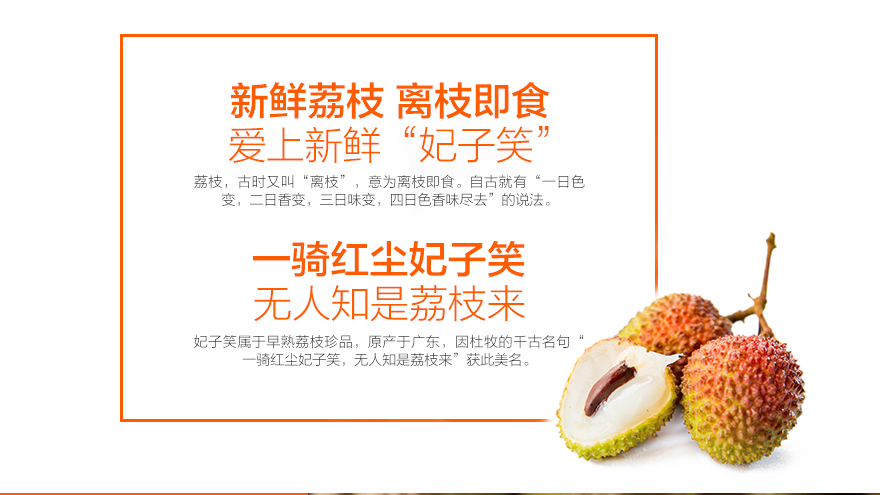 新鲜荔枝 离枝即食
爱上新鲜“妃子笑”
荔枝，古时又叫“离枝”，意为离枝即食。自古就有“一日色
变，二日香变，三日味变，四日色香味尽去”的说法。
一骑红尘妃子笑
无人知是荔枝来
妃子笑属于早熟荔枝珍品，原产于广东，因杜牧的千古名句“
一骑红尘妃子笑，无人知是荔枝来”获此美名。